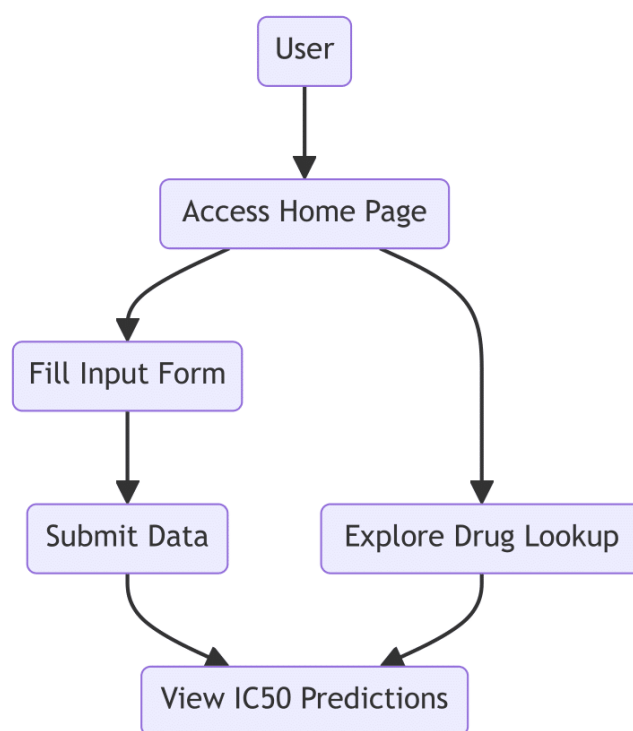 User
Access Home Page
Fill Input Form
Submit Data
Explore Drug Lookup
View IC50 Predictions